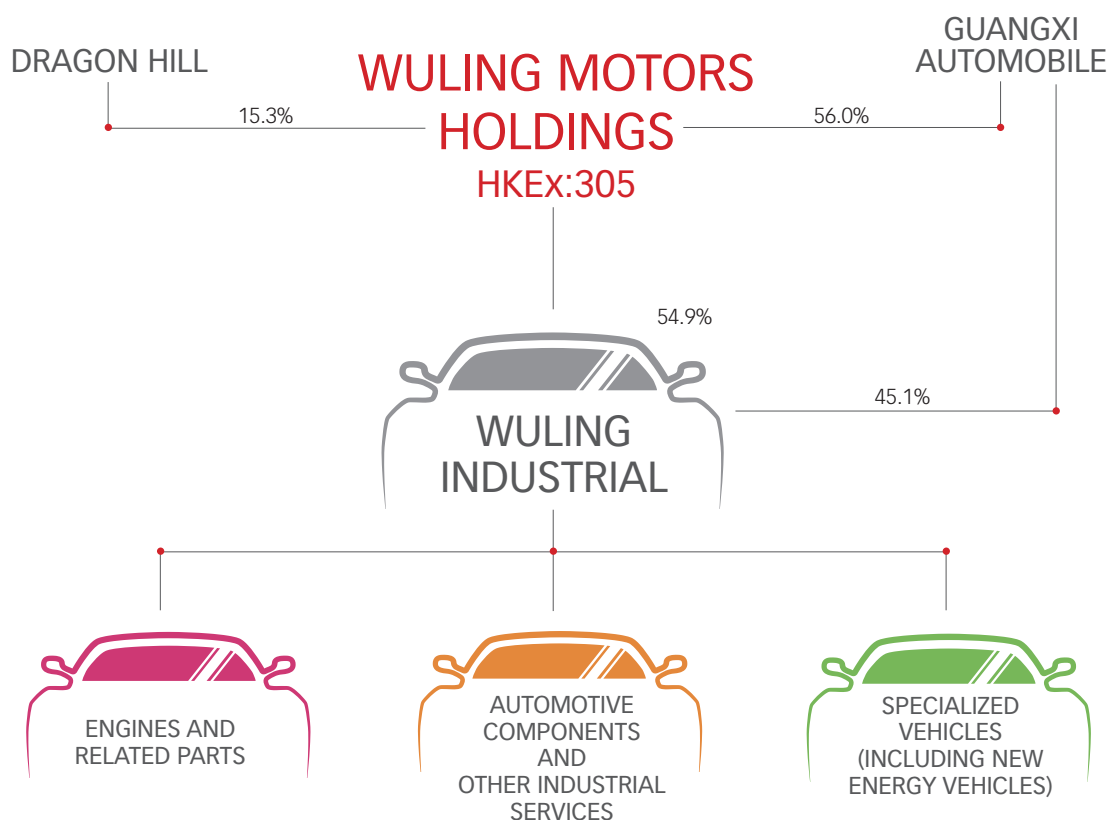 DRAGON HILL
WULING MOTORS
HOLDINGS
HKEx:305
GUANGXI
AUTOMOBILE
15.3%
56.0%
54.9%
45.1%
WULING
INDUSTRIAL
ENGINES AND
RELATED PARTS
AUTOMOTIVE
COMPONENTS
AND
OTHER INDUSTRIAL
SERVICES
SPECIALIZED
VEHICLES
(INCLUDING NEW
ENERGY VEHICLES)